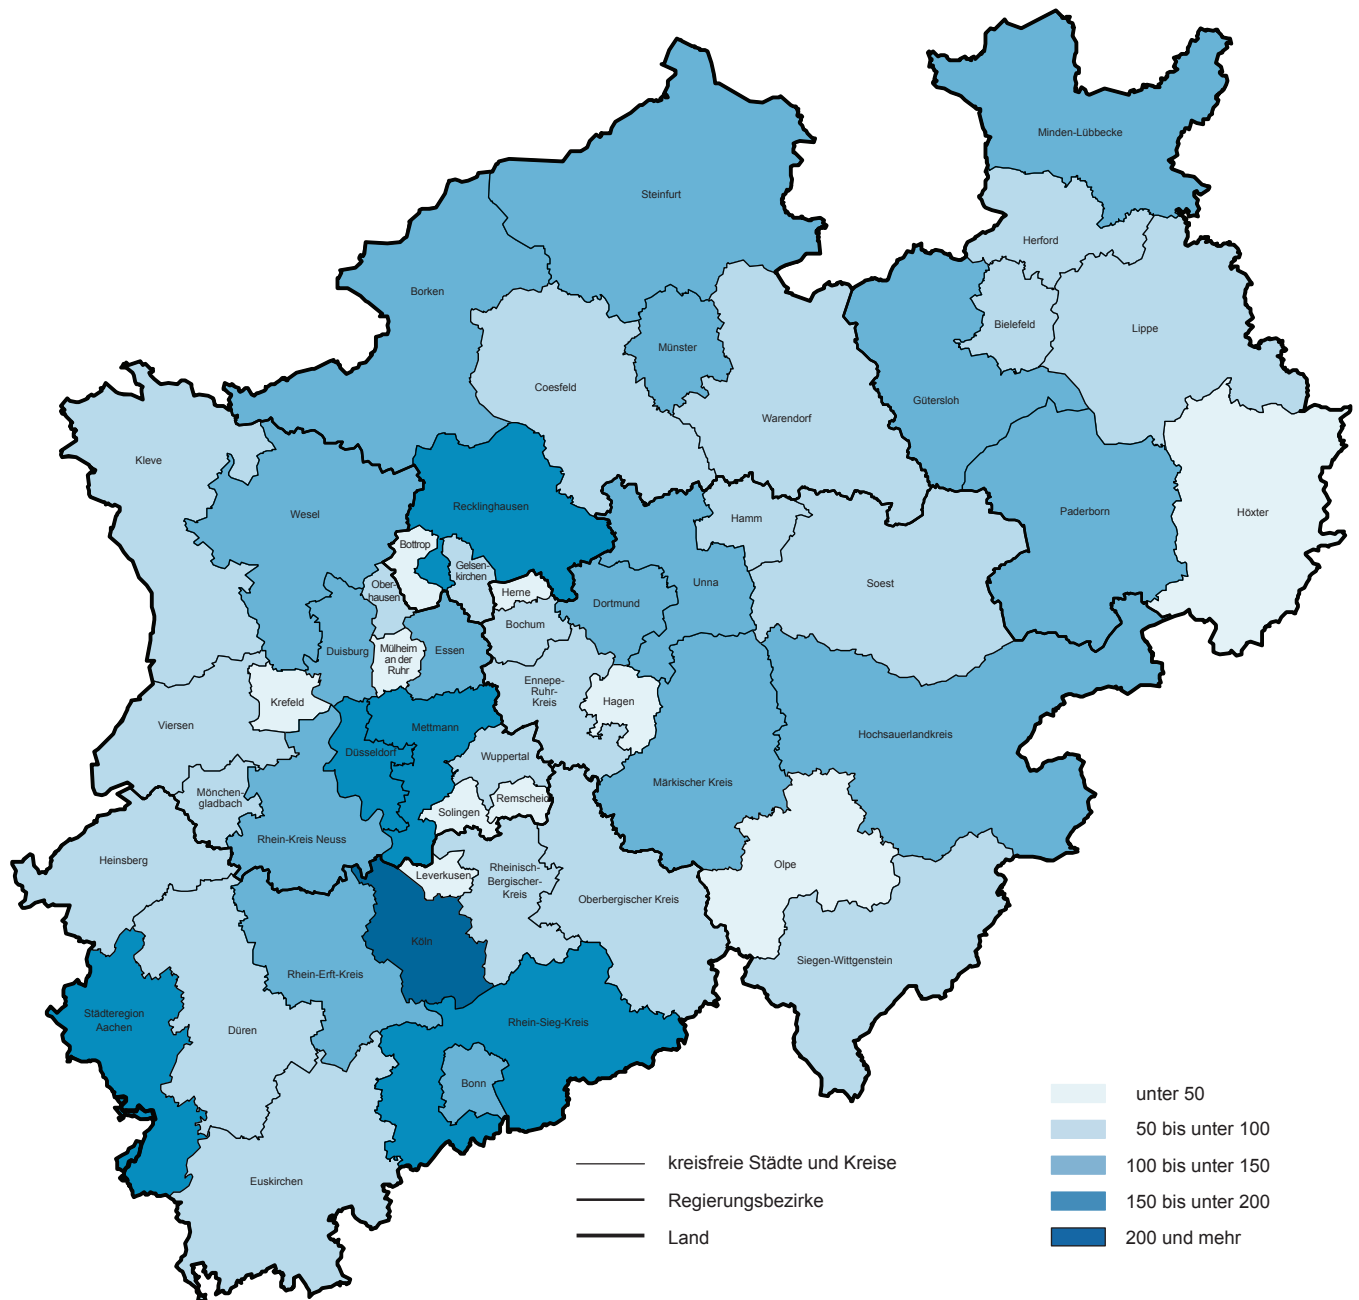 Minden-Lübbecke
Steinfurt
Herford
Borken
Bielefeld
Lippe
Münster
Coesfeld
Gütersloh
Warendorf
Kleve
Recklinghausen
Wesel
Hamm
Paderborn
Höxter
Bottrop
Gelsen-
kirchen
Ober-
hausen
Herne
Dortmund
Unna
Soest
Bochum
Duisburg
Mülheim
an der
Ruhr
Essen
Ennepe-
Ruhr-
Kreis
Hagen
Krefeld
Viersen
Mettmann
Düsseldorf
Wuppertal
Hochsauerlandkreis
Märkischer Kreis
Mönchen-
gladbach
Solingen
Remscheid
Rhein-Kreis Neuss
Heinsberg
Leverkusen
Rheinisch-
Bergischer-
Kreis
Olpe
Oberbergischer Kreis
Köln
Siegen-Wittgenstein
Rhein-Erft-Kreis
Städteregion
Aachen
Düren
Rhein-Sieg-Kreis
Bonn
Euskirchen
kreisfreie Städte und Kreise
Regierungsbezirke
Land
unter 50
50 bis unter 100
100 bis unter 150
150 bis unter 200
200 und mehr